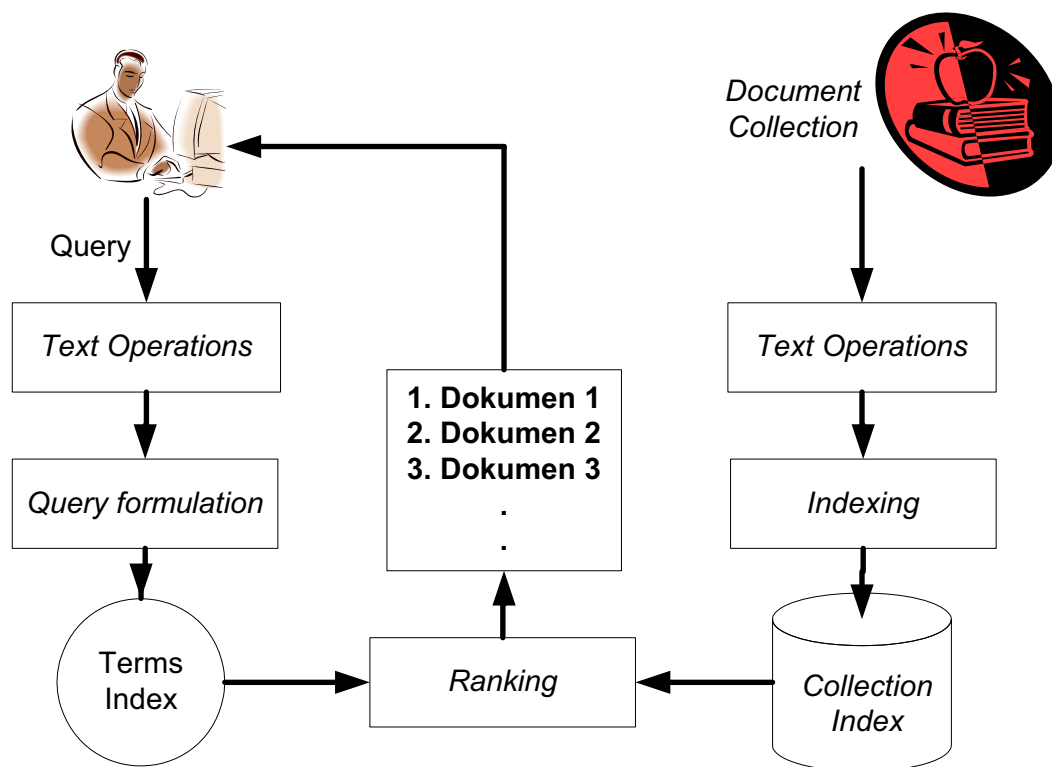 Document
Collection
Query
Text Operations
Query formulation
Terms
Index
1. Dokumen 1
2. Dokumen 2
3. Dokumen 3
.
.
Ranking
Text Operations
Indexing
Collection
Index